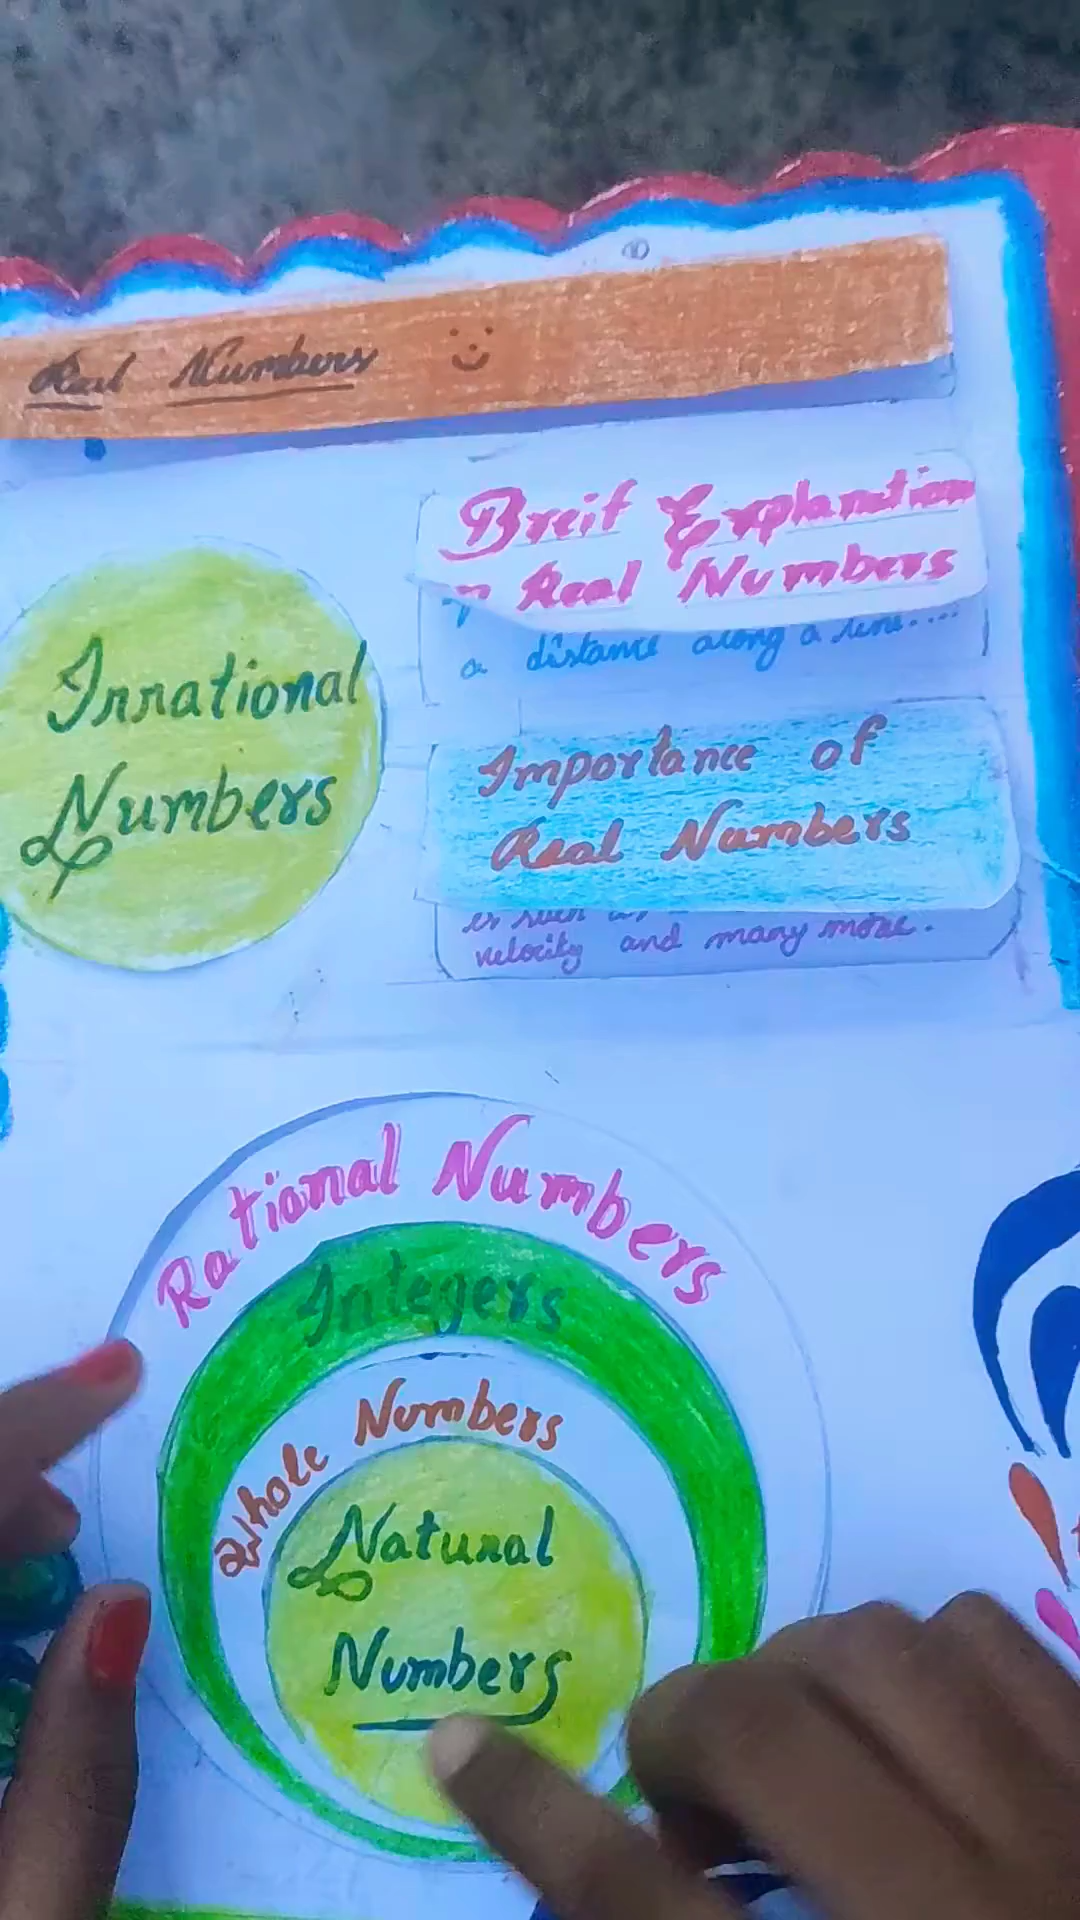 Real Numbers
Irrational
Numbers
Breif Explanation
Real Numbers
a distance along a line....
Importance of
Real Numbers
velocity and many more.
Rational Numbers
Integers
Whole Numbers
Natural
Numbers